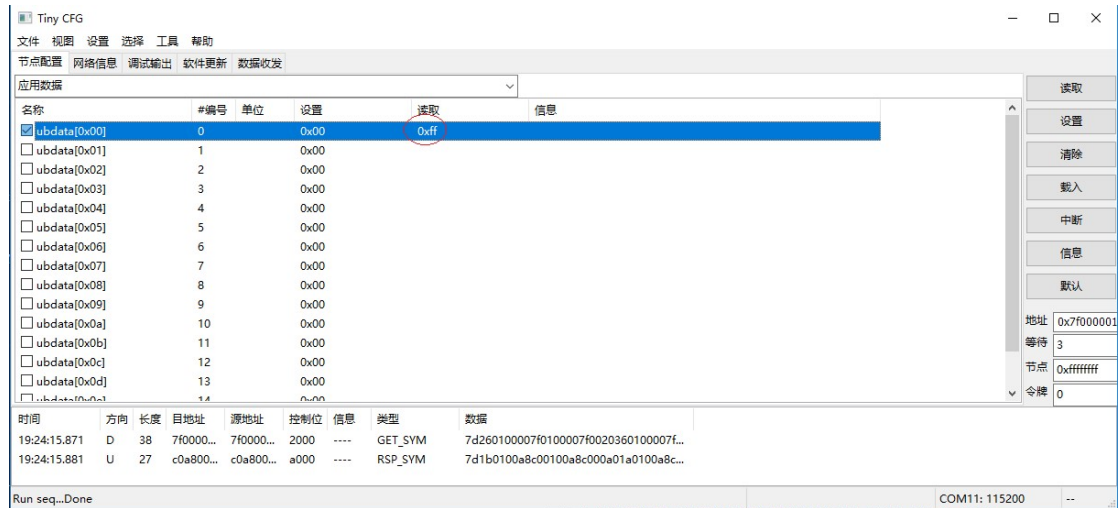 Tiny CFG
文件 视图 设置 选择 工具 帮助
节点配置 网络信息 调试输出 软件更新 数据收发
应用数据
名称 #编号 单位 设置 读取 信息
ubdata[0x00] 0 0x00 0xff
ubdata[0x01] 1 0x00
ubdata[0x02] 2 0x00
ubdata[0x03] 3 0x00
ubdata[0x04] 4 0x00
ubdata[0x05] 5 0x00
ubdata[0x06] 6 0x00
ubdata[0x07] 7 0x00
ubdata[0x08] 8 0x00
ubdata[0x09] 9 0x00
ubdata[0x0a] 10 0x00
ubdata[0x0b] 11 0x00
ubdata[0x0c] 12 0x00
ubdata[0x0d] 13 0x00
读取
设置
清除
载入
中断
信息
默认
地址 0x7f000001
等待 3
节点 0xffffffff
令牌 0
时间 方向 长度 目地址 源地址 控制位 信息 类型 数据
19:24:15.871 D 38 7f0000... 7f0000... 2000 ---- GET_SYM 7d260100007f0100007f0020360100007f...
19:24:15.881 U 27 c0a800... c0a800... a000 ---- RSP_SYM 7d1b0100a8c00100a8c000a01a0100a8c...
Run seq...Done COM11: 115200 --